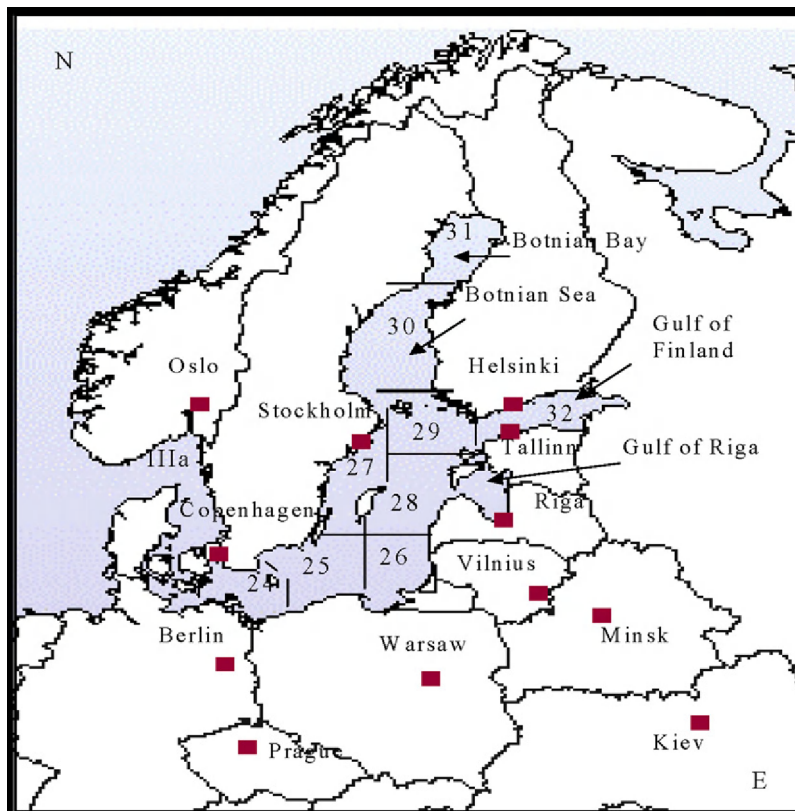 N
31
Botnian Bay
Botnian Sea
30
Gulf of
Finland
Oslo
Helsinki
Stockholm
32
29
Tallinn
Gulf of Riga
IIIa
27
28
Riga
Copenhagen
25
26
Vilnius
24
Berlin
Warsaw
Minsk
Prague
Kiev
E